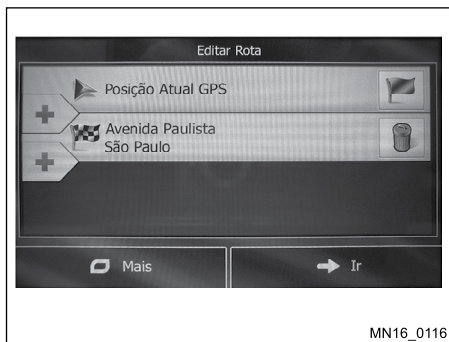 Editar Rota
Posição Atual GPS
Avenida Paulista
São Paulo
Mais
Ir
MN16_0116